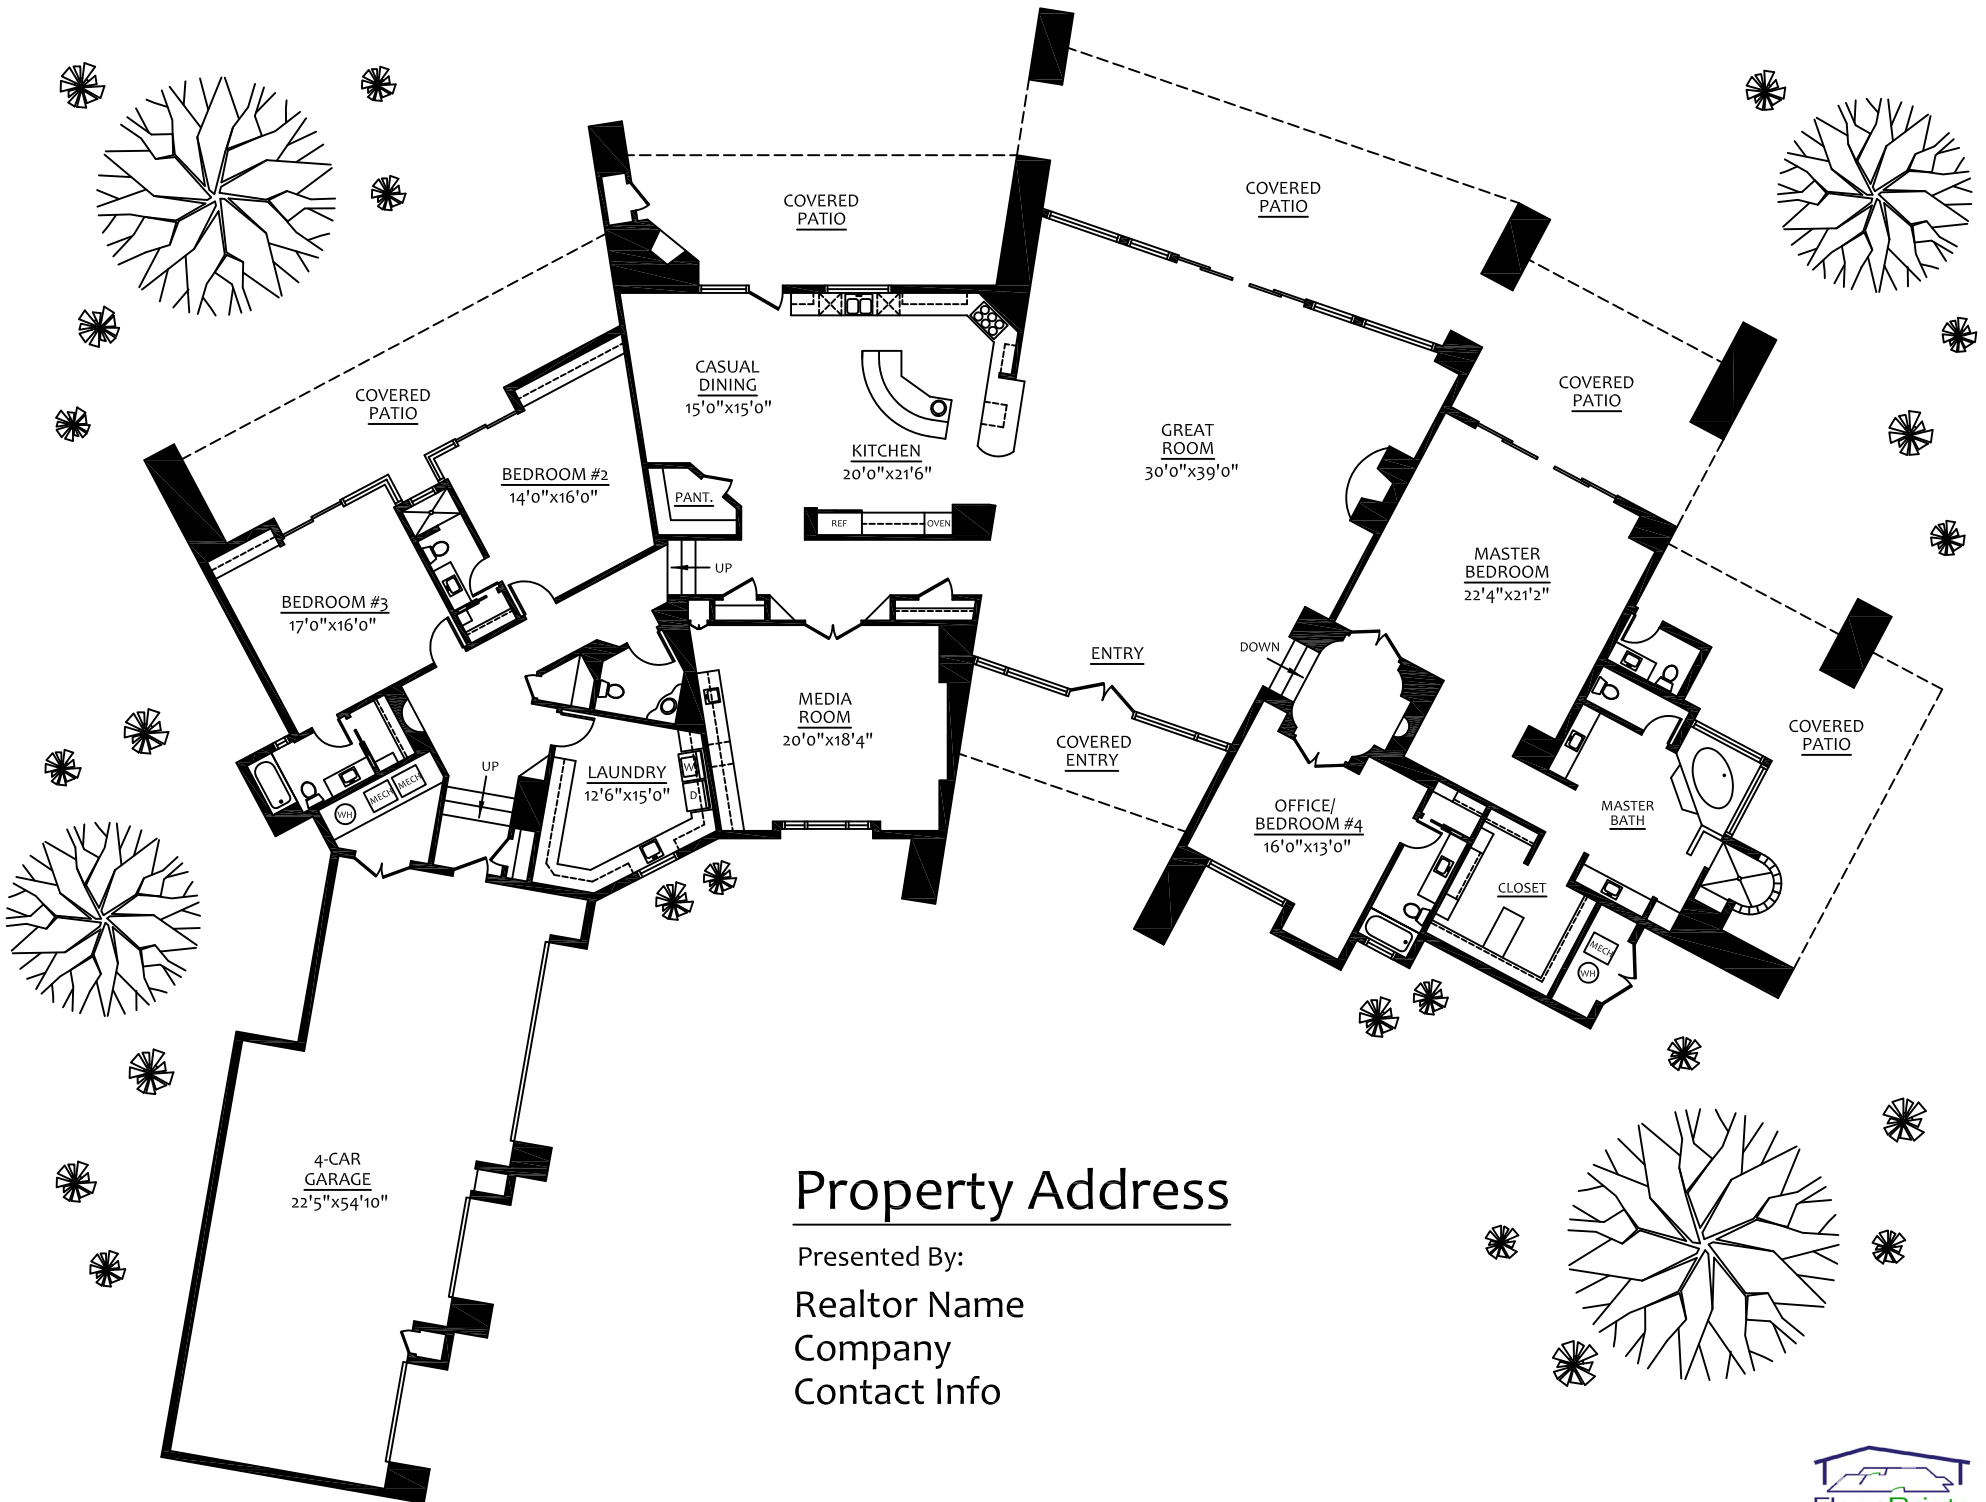 COVERED
PATIO
COVERED
PATIO
COVERED
PATIO
COVERED
PATIO
CASUAL
DINING
15'0"x15'0"
KITCHEN
20'0"x21'6"
GREAT
ROOM
30'0"x39'0"
BEDROOM #2
14'0"x16'0"
PANT.
REF
OVEN
UP
MASTER
BEDROOM
22'4"x21'2"
BEDROOM #3
17'0"x16'0"
ENTRY
DOWN
MEDIA
ROOM
20'0"x18'4"
COVERED
ENTRY
COVERED
PATIO
UP
LAUNDRY
12'6"x15'0"
W
D
MECH
MECH
WH
OFFICE/
BEDROOM #4
16'0"x13'0"
MASTER
BATH
CLOSET
MECH
WH
4-CAR
GARAGE
22'5"x54'10"
Property Address
Presented By:
Realtor Name
Company
Contact Info